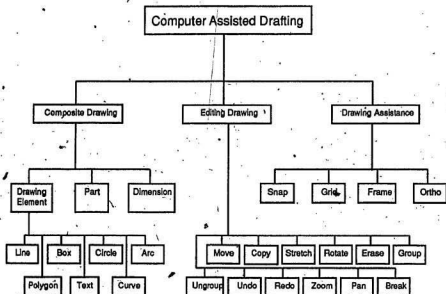 Computer Assisted Drafting
Composite Drawing
Editing Drawing
Drawing Assistance
Drawing
Element
Part
Dimension
Snap
Grid
Frame
Ortho
Line
Box
Circle
Arc
Move
Copy
Stretch
Rotate
Erase
Group
Polygon
Text
Curve
Ungroup
Undo
Redo
Zoom
Pan
Break